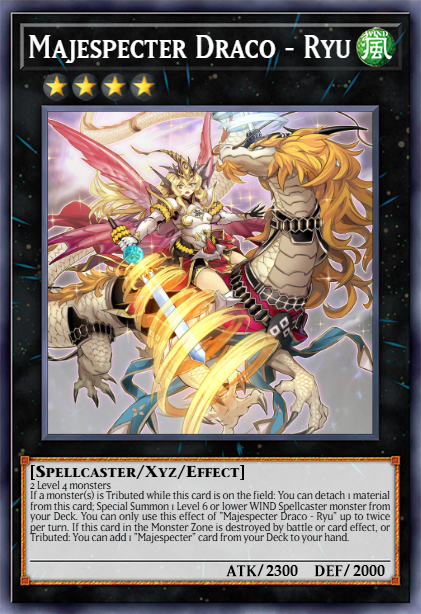 Majespecter Draco - Ryu
WIND
風
[Spellcaster/Xyz/Effect]
2 Level 4 monsters
If a monster(s) is Tributed while this card is on the field: You can detach 1 material
from this card; Special Summon 1 Level 6 or lower WIND Spellcaster monster from
your Deck. You can only use this effect of "Majespecter Draco - Ryu" up to twice
per turn. If this card in the Monster Zone is destroyed by battle or card effect, or
Tributed: You can add 1 "Majespecter" card from your Deck to your hand.
ATK/2300 DEF/2000